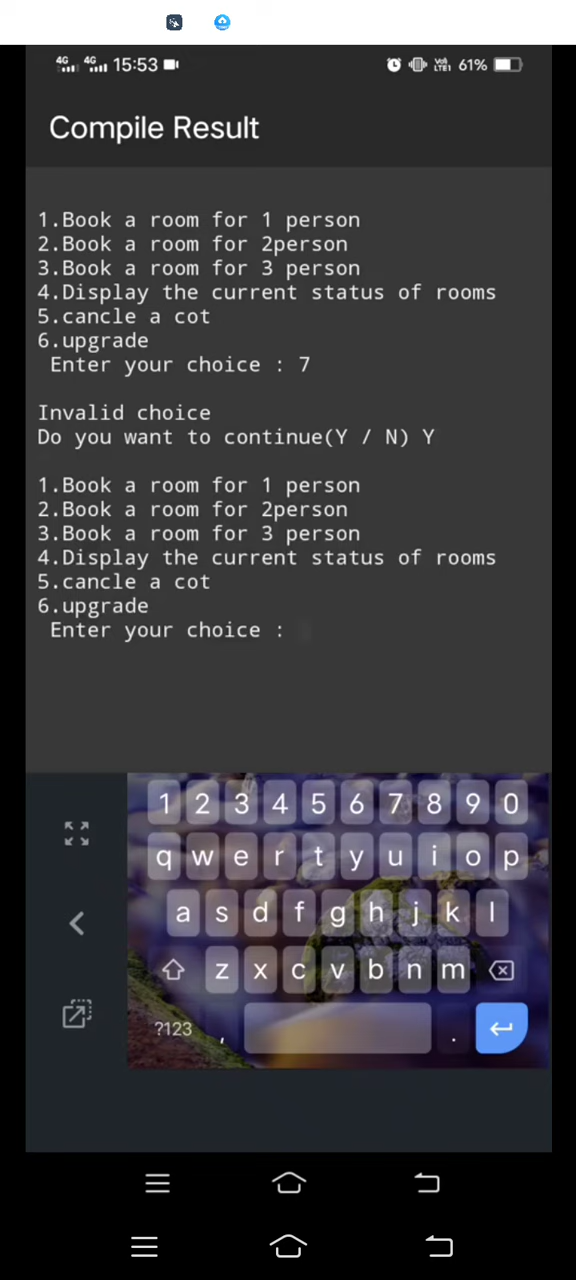 4G 4G 15:53 VoI) LTE1 61%
Compile Result
1.Book a room for 1 person
2.Book a room for 2person
3.Book a room for 3 person
4.Display the current status of rooms
5.cancle a cot
6.upgrade
Enter your choice : 7
Invalid choice
Do you want to continue(Y / N) Y
1.Book a room for 1 person
2.Book a room for 2person
3.Book a room for 3 person
4.Display the current status of rooms
5.cancle a cot
6.upgrade
Enter your choice :
1 2 3 4 5 6 7 8 9 0
q w e r t y u i o p
a s d f g h j k l
z x c v b n m
?123 , .